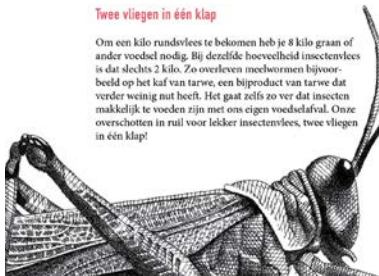 Twee vliegen in één klap
Om een kilo rundsvlees te bekomen heb je 8 kilo graan of
ander voedsel nodig. Bij dezelfde hoeveelheid insectenvlees
is dat slechts 2 kilo. Zo overleven meelwormen bijvoor-
beeld op het kaf van tarwe, een bijproduct van tarwe dat
verder weinig nut heeft. Het gaat zelfs zo ver dat insecten
makkelijk te voeden zijn met ons eigen voedselafval. Onze
overschotten in ruil voor lekker insectenvlees, twee vliegen
in één klap!